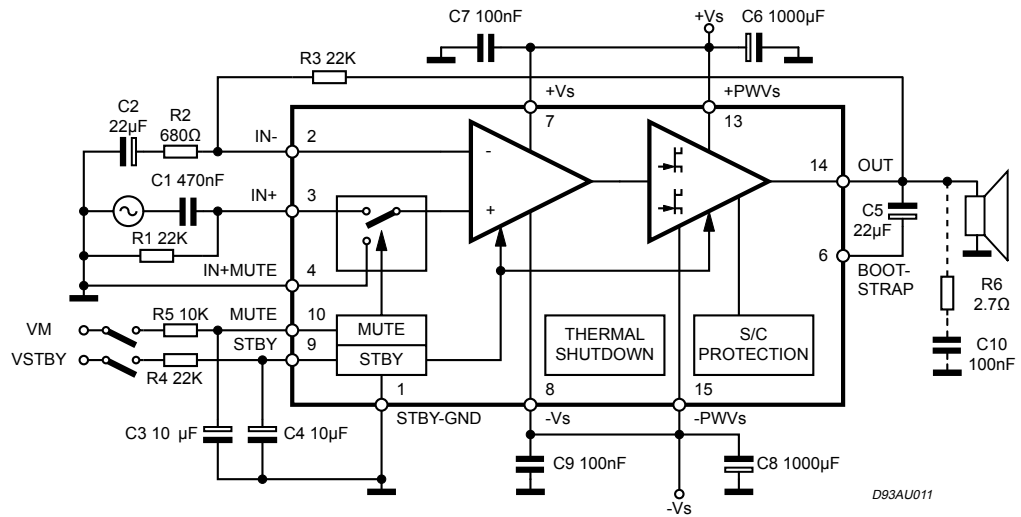 C7 100nF
+Vs
C6 1000µF
R3 22K
C2
22µF
R2
680Ω
+Vs
+PWVs
IN-
2
7
13
-
14
OUT
C1 470nF
IN+
3
+
C5
22µF
R1 22K
6
IN+MUTE
4
BOOT-
STRAP
R6
2.7Ω
VM
R5 10K
MUTE
10
MUTE
THERMAL
SHUTDOWN
S/C
PROTECTION
C10
100nF
VSTBY
STBY
9
STBY
R4 22K
1
8
15
STBY-GND
-Vs
-PWVs
C3 10 µF
C4 10µF
C9 100nF
C8 1000µF
-Vs
D93AU011